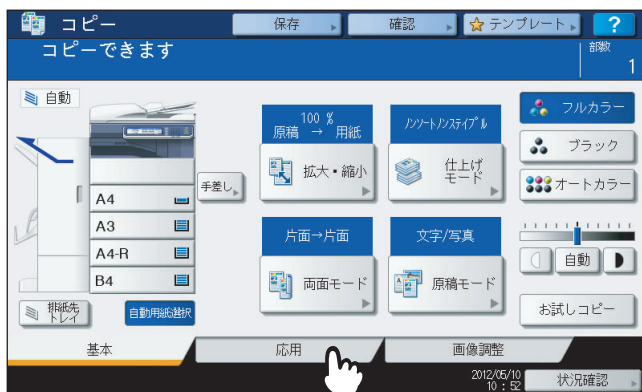 コピー
保存
確認
テンプレート
?
コピーできます
部数
1
自動
100 %
原稿 → 用紙
ノンソート/ノンステイプル
フルカラー
拡大・縮小
仕上げ
モード
ブラック
手差し
オートカラー
A4
A3
A4-R
B4
片面→片面
文字/写真
両面モード
原稿モード
自動
排紙先
トレイ
自動用紙選択
お試しコピー
基本
応用
画像調整
2012/05/10
10 : 52
状況確認